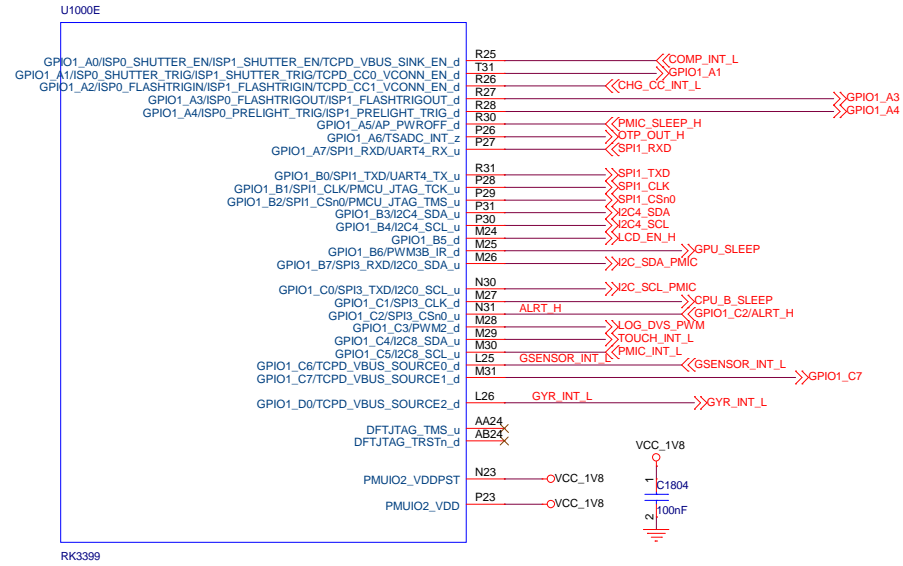 U1000E
GPIO1_A0/ISP0_SHUTTER_EN/ISP1_SHUTTER_EN/TCPD_VBUS_SINK_EN_d R25 COMP_INT_L
GPIO1_A1/ISP0_SHUTTER_TRIG/ISP1_SHUTTER_TRIG/TCPD_CC0_VCONN_EN_d T31 GPIO1_A1
GPIO1_A2/ISP0_FLASHTRIGIN/ISP1_FLASHTRIGIN/TCPD_CC1_VCONN_EN_d R26 CHG_CC_INT_L
GPIO1_A3/ISP0_FLASHTRIGOUT/ISP1_FLASHTRIGOUT_d R27 GPIO1_A3
GPIO1_A4/ISP0_PRELIGHT_TRIG/ISP1_PRELIGHT_TRIG_d R28 GPIO1_A4
GPIO1_A5/AP_PWROFF_d R30 PMIC_SLEEP_H
GPIO1_A6/TSADC_INT_z P26 OTP_OUT_H
GPIO1_A7/SPI1_RXD/UART4_RX_u P27 SPI1_RXD
GPIO1_B0/SPI1_TXD/UART4_TX_u R31 SPI1_TXD
GPIO1_B1/SPI1_CLK/PMCU_JTAG_TCK_u P28 SPI1_CLK
GPIO1_B2/SPI1_CSn0/PMCU_JTAG_TMS_u P29 SPI1_CSn0
GPIO1_B3/I2C4_SDA_u P31 I2C4_SDA
GPIO1_B4/I2C4_SCL_u P30 I2C4_SCL
GPIO1_B5_d M24 LCD_EN_H
GPIO1_B6/PWM3B_IR_d M25 GPU_SLEEP
GPIO1_B7/SPI3_RXD/I2C0_SDA_u M26 I2C_SDA_PMIC
GPIO1_C0/SPI3_TXD/I2C0_SCL_u N30 I2C_SCL_PMIC
GPIO1_C1/SPI3_CLK_d M27 CPU_B_SLEEP
GPIO1_C2/SPI3_CSn0_u N31 ALRT_H GPIO1_C2/ALRT_H
GPIO1_C3/PWM2_d M28 LOG_DVS_PWM
GPIO1_C4/I2C8_SDA_u M29 TOUCH_INT_L
GPIO1_C5/I2C8_SCL_u M30 PMIC_INT_L
GPIO1_C6/TCPD_VBUS_SOURCE0_d L25 GSENSOR_INT_L GSENSOR_INT_L
GPIO1_C7/TCPD_VBUS_SOURCE1_d M31 GPIO1_C7
GPIO1_D0/TCPD_VBUS_SOURCE2_d L26 GYR_INT_L GYR_INT_L
DFTJTAG_TMS_u AA24
DFTJTAG_TRSTn_d AB24
PMUIO2_VDDPST N23 VCC_1V8
PMUIO2_VDD P23 VCC_1V8
VCC_1V8
1
C1804
100nF
2
RK3399